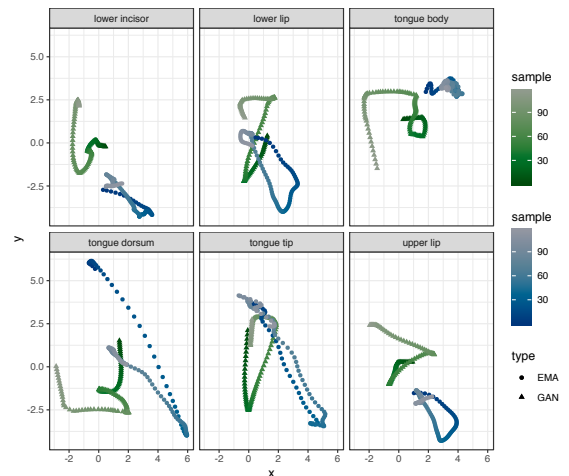 lower incisor lower lip tongue body
5.0
2.5
0.0
-2.5
y
tongue dorsum tongue tip upper lip
5.0
2.5
0.0
-2.5
-2 0 2 4 6 -2 0 2 4 6 -2 0 2 4 6
x
sample
90
60
30
sample
90
60
30
type
EMA
GAN